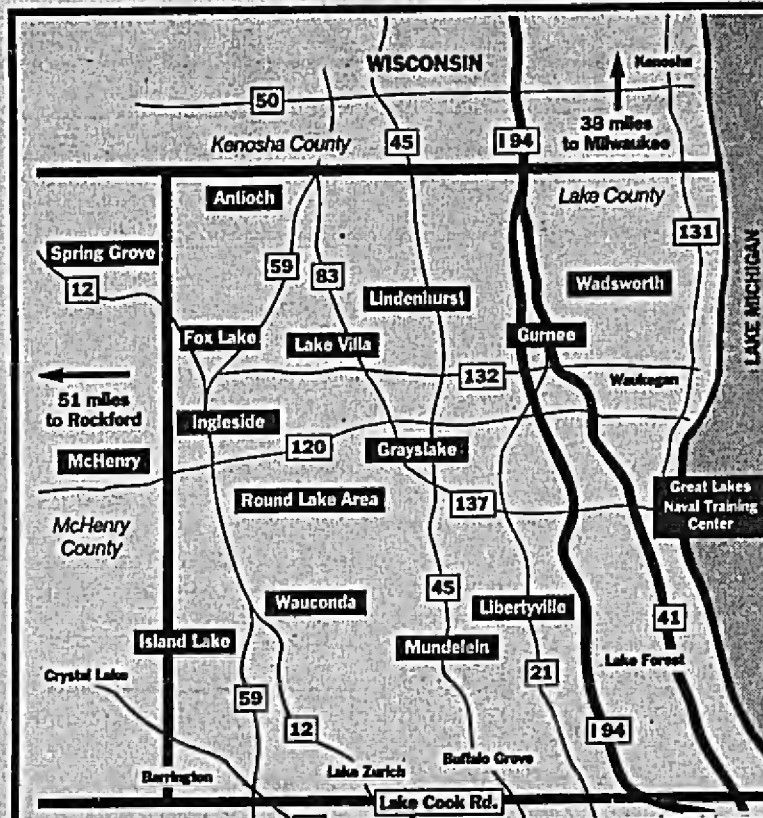 WISCONSIN
Kenosha
50
Kenosha County
45
I 94
38 miles
to Milwaukee
Antioch
Lake County
Spring Grove
131
12
59
83
Lindenhurst
Wadsworth
LAKE MICHIGAN
Fox Lake
Lake Villa
Gurnee
51 miles
to Rockford
132
Waukegan
Ingleside
McHenry
120
Grayslake
Round Lake Area
137
Great Lakes
Naval Training
Center
McHenry
County
45
Wauconda
Libertyville
41
Island Lake
Mundelein
Lake Forest
Crystal Lake
59
21
12
I 94
Barrington
Lake Zurich
Buffalo Grove
Lake Cook Rd.